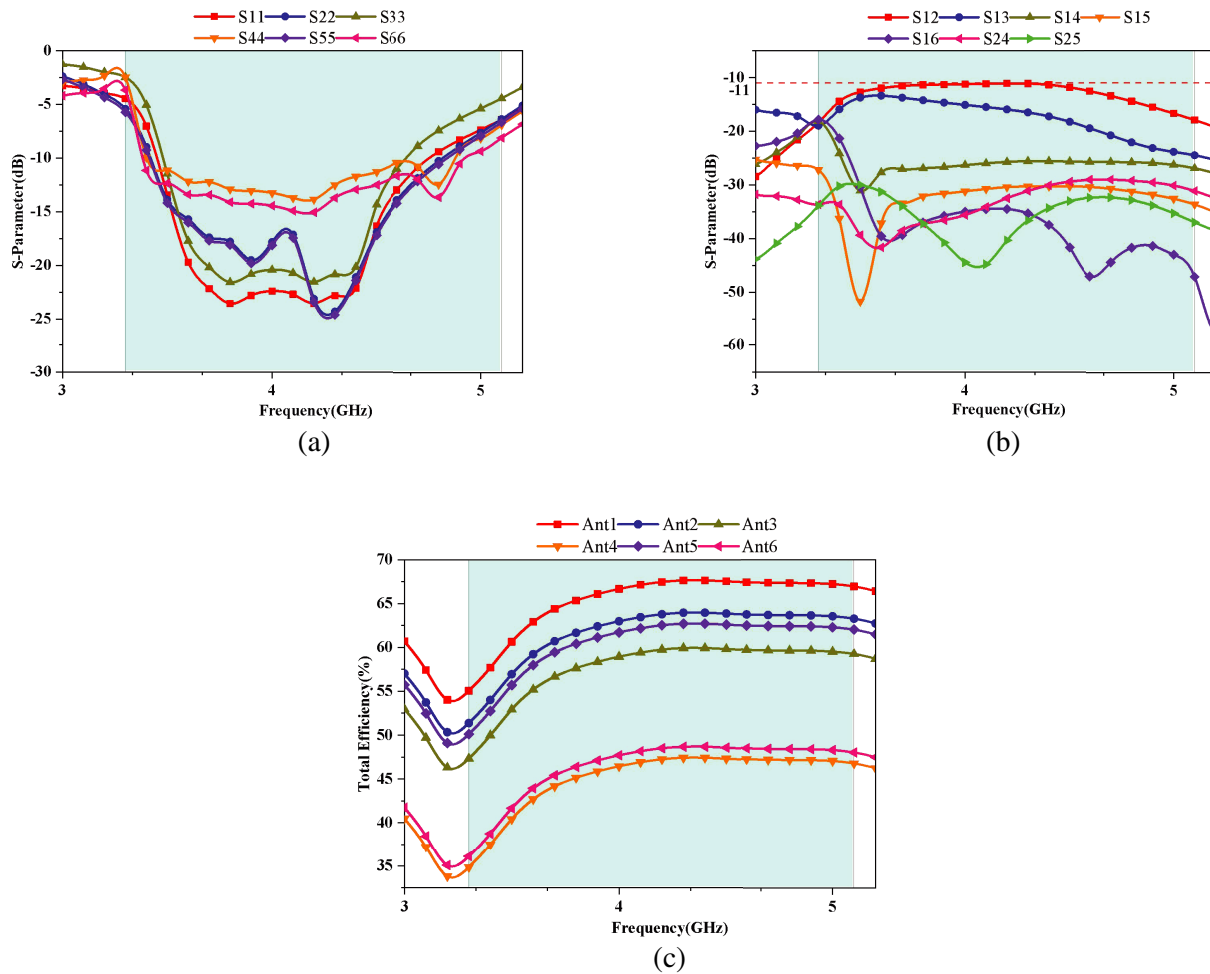 S11 S22 S33
S44 S55 S66
0
-5
-10
-15
-20
-25
-30
S-Parameter(dB)
3 4 5
Frequency(GHz)
(a)
S12 S13 S14 S15
S16 S24 S25
-10
-11
-20
-30
-40
-50
-60
S-Parameter(dB)
3 4 5
Frequency(GHz)
(b)
Ant1 Ant2 Ant3
Ant4 Ant5 Ant6
70
65
60
55
50
45
40
35
Total Efficiency(%)
3 4 5
Frequency(GHz)
(c)